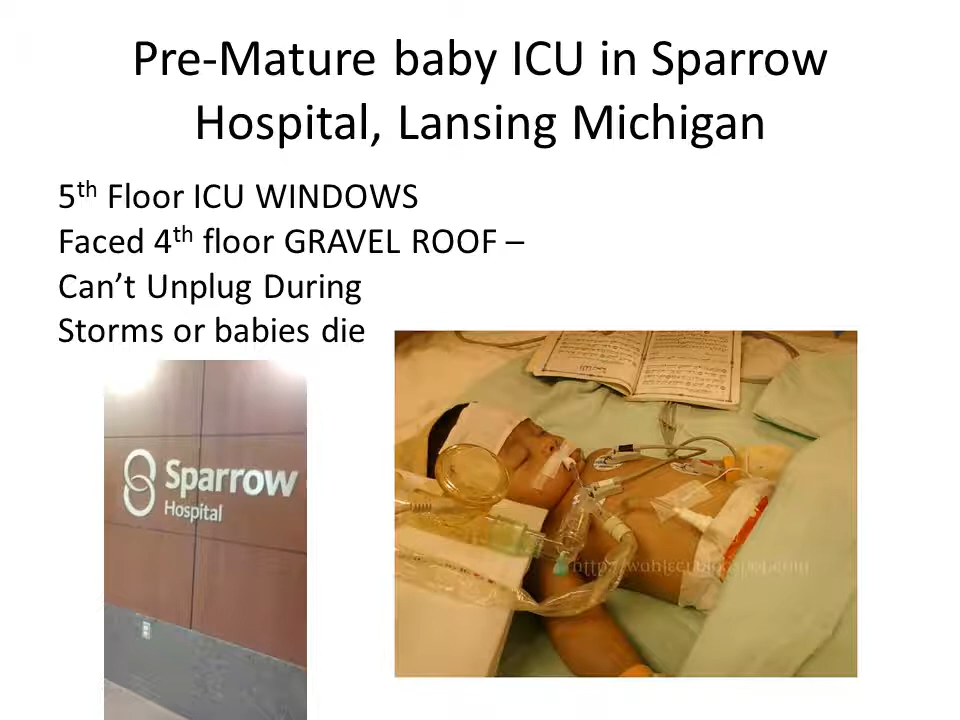 Pre-Mature baby ICU in Sparrow
Hospital, Lansing Michigan
5th Floor ICU WINDOWS
Faced 4th floor GRAVEL ROOF –
Can’t Unplug During
Storms or babies die
Sparrow
Hospital